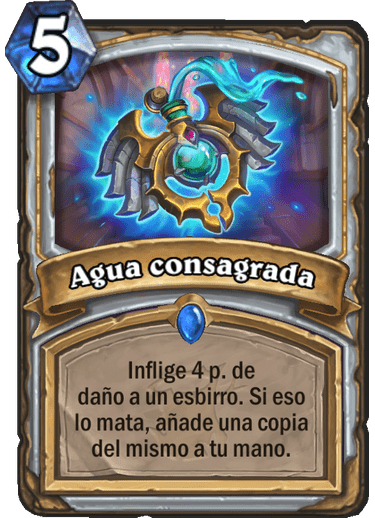 5
Agua consagrada
Inflige 4 p. de
daño a un esbirro. Si eso
lo mata, añade una copia
del mismo a tu mano.